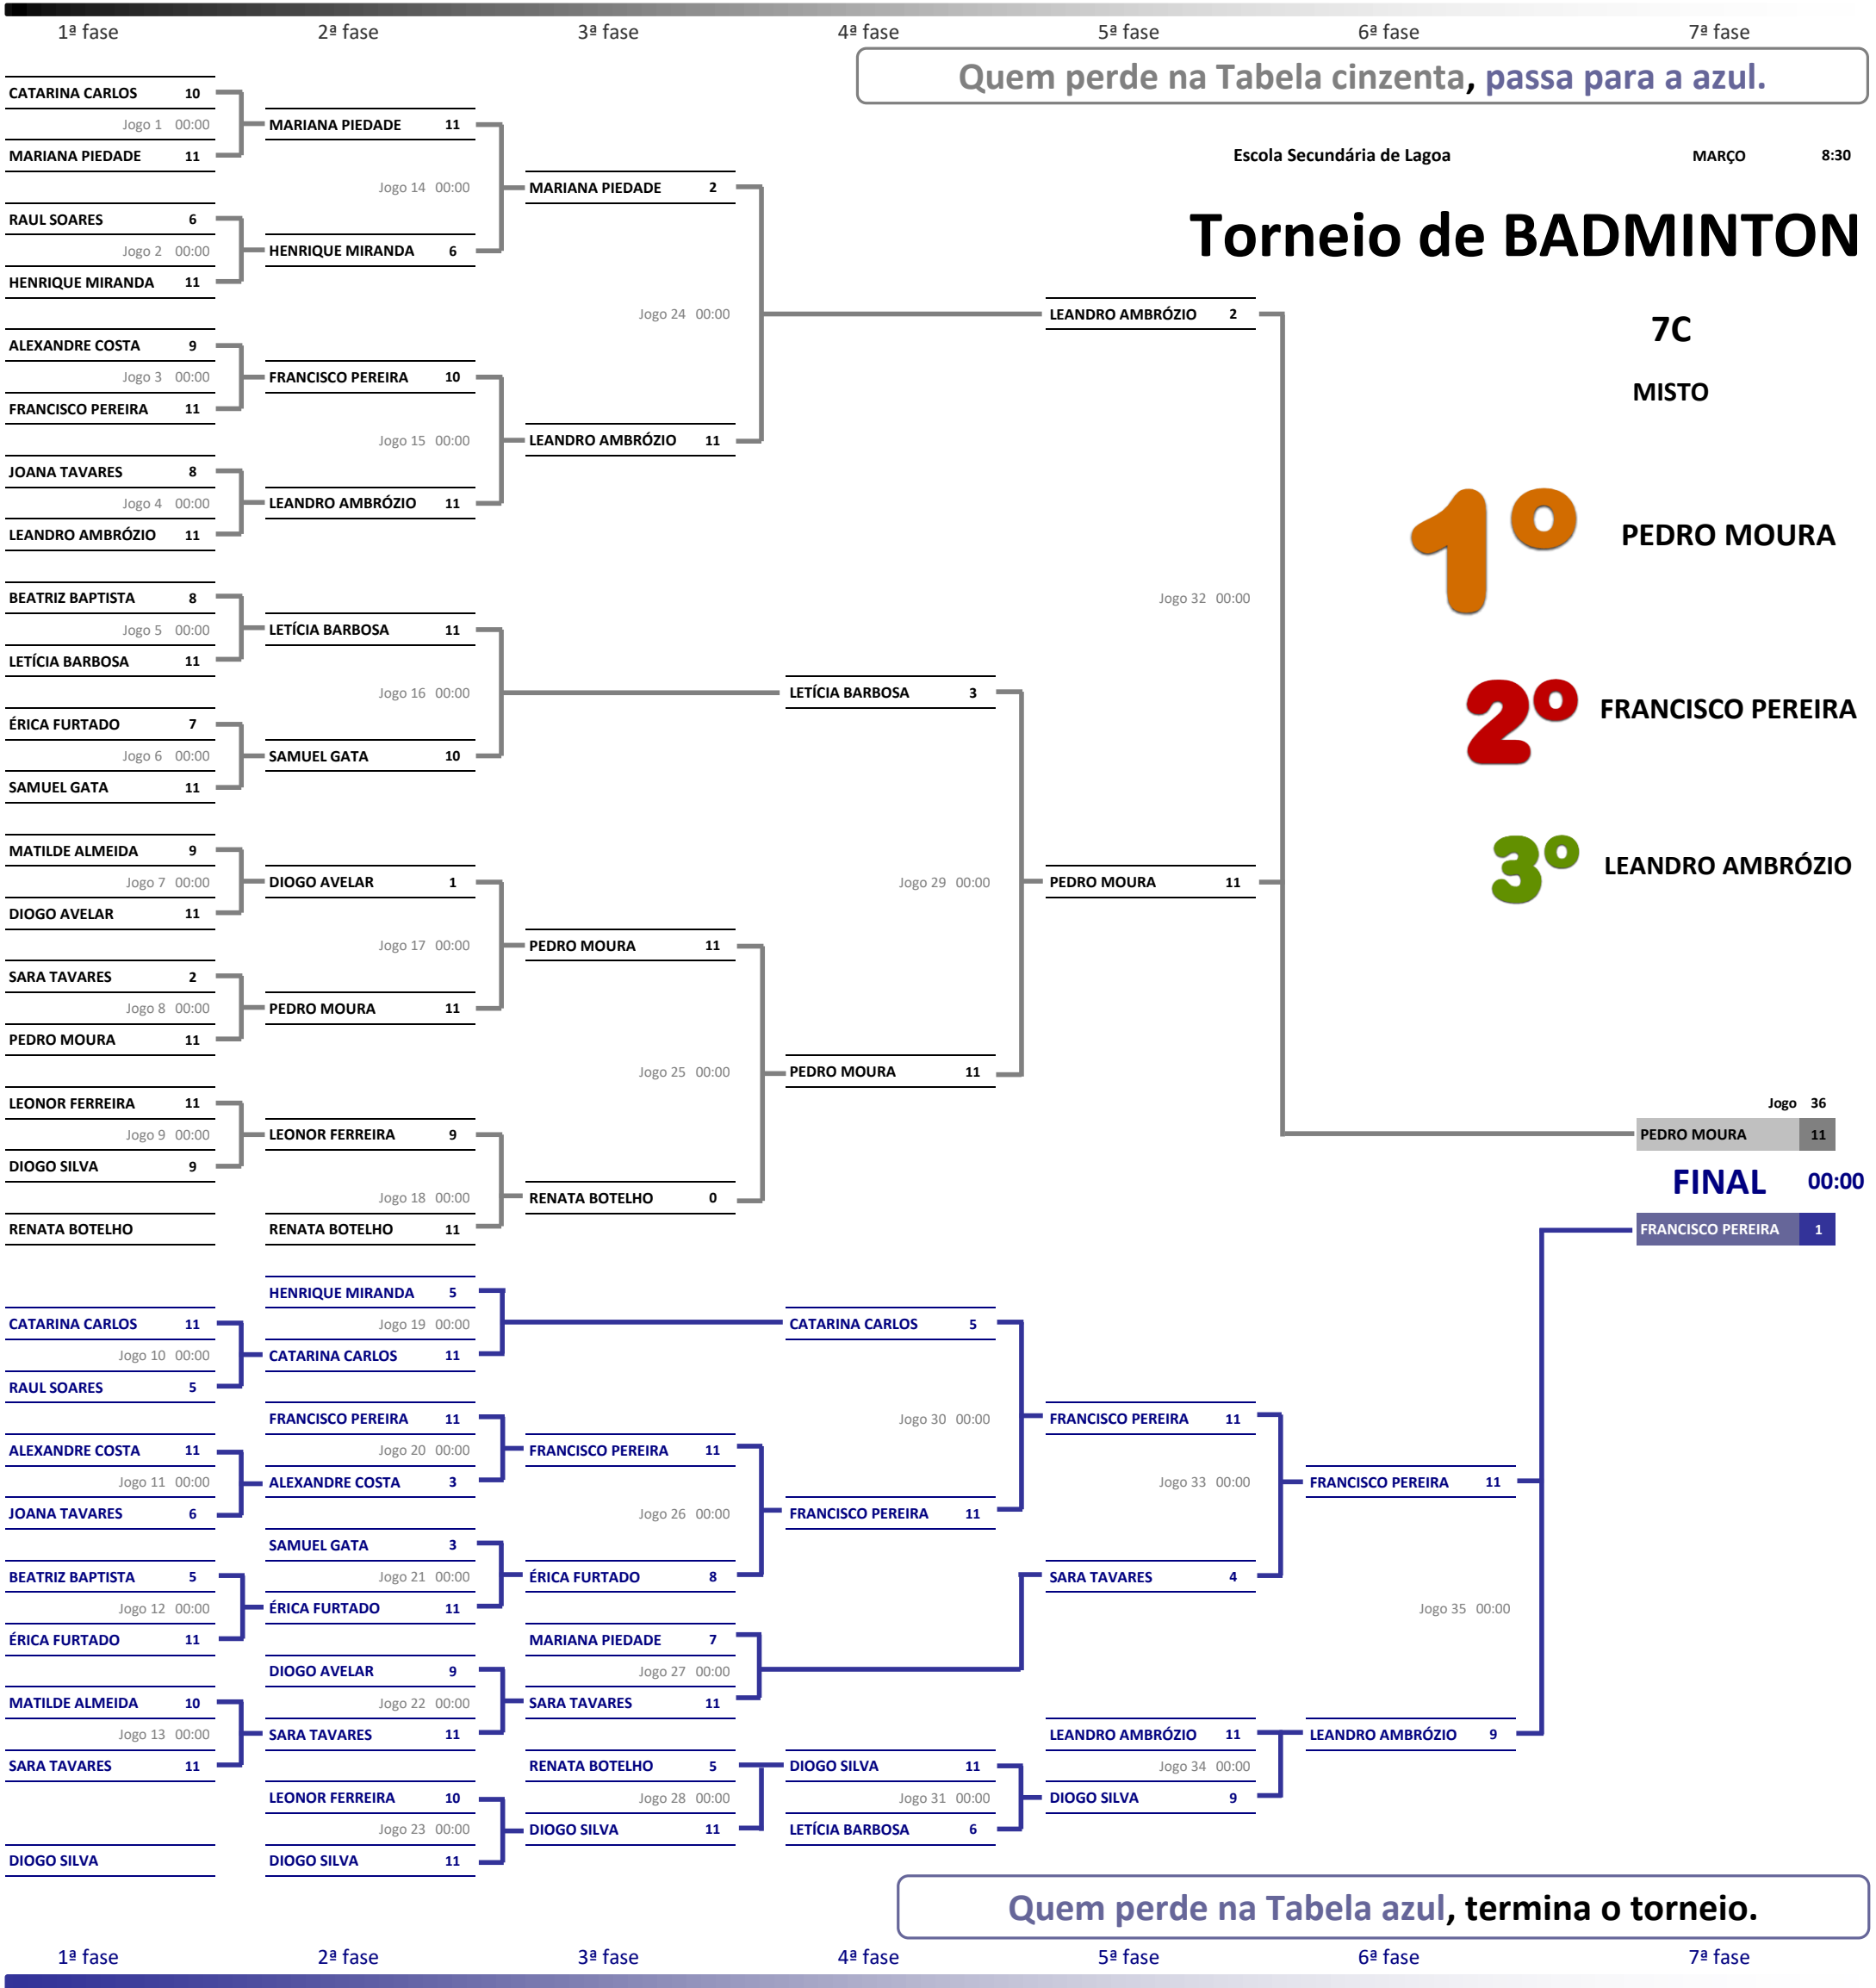 1ª fase 2ª fase 3ª fase 4ª fase 5ª fase 6ª fase 7ª fase
Quem perde na Tabela cinzenta, passa para a azul.
CATARINA CARLOS 10
Jogo 1 00:00 MARIANA PIEDADE 11
MARIANA PIEDADE 11 Escola Secundária de Lagoa MARÇO 8:30
Jogo 14 00:00 MARIANA PIEDADE 2
RAUL SOARES 6
Torneio de BADMINTON
Jogo 2 00:00 HENRIQUE MIRANDA 6
HENRIQUE MIRANDA 11
Jogo 24 00:00 LEANDRO AMBRÓZIO 2
7C
ALEXANDRE COSTA 9
Jogo 3 00:00 FRANCISCO PEREIRA 10
MISTO
FRANCISCO PEREIRA 11
Jogo 15 00:00 LEANDRO AMBRÓZIO 11
JOANA TAVARES 8
Jogo 4 00:00 LEANDRO AMBRÓZIO 11
LEANDRO AMBRÓZIO 11
1º PEDRO MOURA
BEATRIZ BAPTISTA 8 Jogo 32 00:00
Jogo 5 00:00 LETÍCIA BARBOSA 11
LETÍCIA BARBOSA 11
Jogo 16 00:00 LETÍCIA BARBOSA 3
2º FRANCISCO PEREIRA
ÉRICA FURTADO 7
Jogo 6 00:00 SAMUEL GATA 10
SAMUEL GATA 11
MATILDE ALMEIDA 9
3º LEANDRO AMBRÓZIO
Jogo 7 00:00 DIOGO AVELAR 1 Jogo 29 00:00 PEDRO MOURA 11
DIOGO AVELAR 11
Jogo 17 00:00 PEDRO MOURA 11
SARA TAVARES 2
Jogo 8 00:00 PEDRO MOURA 11
PEDRO MOURA 11
Jogo 25 00:00 PEDRO MOURA 11
LEONOR FERREIRA 11 Jogo 36
Jogo 9 00:00 LEONOR FERREIRA 9 PEDRO MOURA 11
DIOGO SILVA 9
FINAL 00:00
Jogo 18 00:00 RENATA BOTELHO 0
RENATA BOTELHO RENATA BOTELHO 11 FRANCISCO PEREIRA 1
HENRIQUE MIRANDA 5
CATARINA CARLOS 11 Jogo 19 00:00 CATARINA CARLOS 5
Jogo 10 00:00 CATARINA CARLOS 11
RAUL SOARES 5
FRANCISCO PEREIRA 11 Jogo 30 00:00 FRANCISCO PEREIRA 11
ALEXANDRE COSTA 11 Jogo 20 00:00 FRANCISCO PEREIRA 11
Jogo 11 00:00 ALEXANDRE COSTA 3 Jogo 33 00:00 FRANCISCO PEREIRA 11
JOANA TAVARES 6 Jogo 26 00:00 FRANCISCO PEREIRA 11
SAMUEL GATA 3
BEATRIZ BAPTISTA 5 Jogo 21 00:00 ÉRICA FURTADO 8 SARA TAVARES 4
Jogo 12 00:00 ÉRICA FURTADO 11 Jogo 35 00:00
ÉRICA FURTADO 11 MARIANA PIEDADE 7
DIOGO AVELAR 9 Jogo 27 00:00
MATILDE ALMEIDA 10 Jogo 22 00:00 SARA TAVARES 11
Jogo 13 00:00 SARA TAVARES 11 LEANDRO AMBRÓZIO 11 LEANDRO AMBRÓZIO 9
SARA TAVARES 11 RENATA BOTELHO 5 DIOGO SILVA 11 Jogo 34 00:00
LEONOR FERREIRA 10 Jogo 28 00:00 Jogo 31 00:00 DIOGO SILVA 9
Jogo 23 00:00 DIOGO SILVA 11 LETÍCIA BARBOSA 6
DIOGO SILVA DIOGO SILVA 11
Quem perde na Tabela azul, termina o torneio.
1ª fase 2ª fase 3ª fase 4ª fase 5ª fase 6ª fase 7ª fase